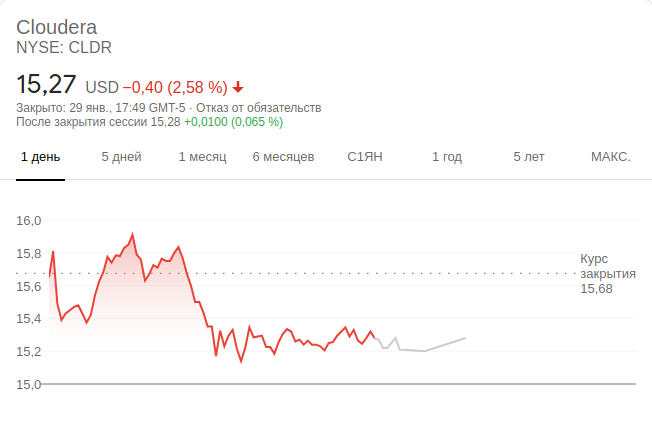 Cloudera
NYSE: CLDR
15,27 USD −0,40 (2,58 %)
Закрыто: 29 янв., 17:49 GMT-5 · Отказ от обязательств
После закрытия сессии 15,28 +0,0100 (0,065 %)
1 день 5 дней 1 месяц 6 месяцев С1ЯН 1 год 5 лет МАКС.
16,0
15,8
15,6
15,4
15,2
15,0
Курс
закрытия
15,68